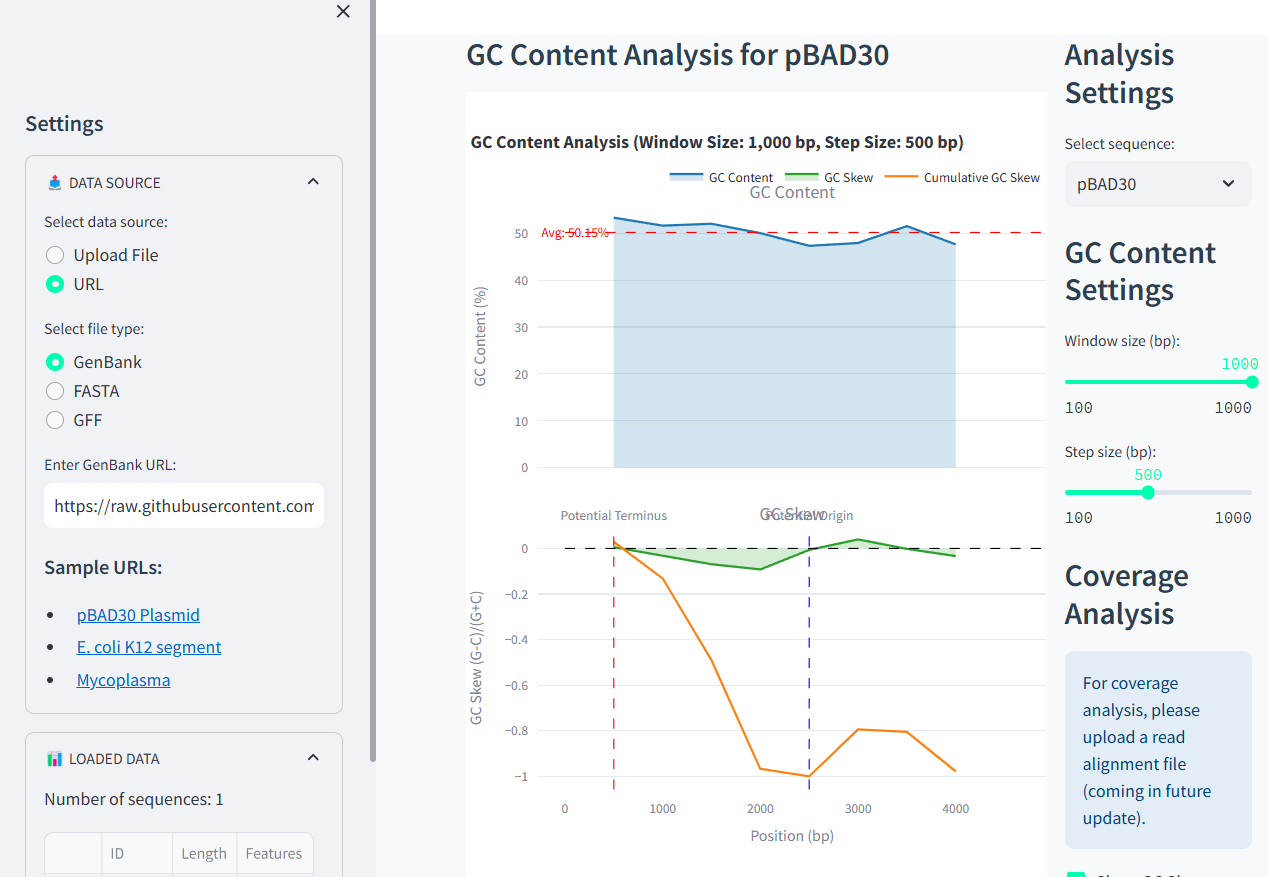 Settings
DATA SOURCE
Select data source:
Upload File
URL
Select file type:
GenBank
FASTA
GFF
Enter GenBank URL:
https://raw.githubusercontent.com
Sample URLs:
pBAD30 Plasmid
E. coli K12 segment
Mycoplasma
LOADED DATA
Number of sequences: 1
ID Length Features
GC Content Analysis for pBAD30
GC Content Analysis (Window Size: 1,000 bp, Step Size: 500 bp)
GC Content GC Skew Cumulative GC Skew
GC Content
Avg: 50.15%
50
40
30
20
10
0
GC Content (%)
GC Skew
Potential Terminus Potential Origin
0
−0.2
−0.4
−0.6
−0.8
−1
GC Skew (G-C)/(G+C)
0 1000 2000 3000 4000
Position (bp)
Analysis
Settings
Select sequence:
pBAD30
GC Content
Settings
Window size (bp):
1000
100 1000
Step size (bp):
500
100 1000
Coverage
Analysis
For coverage
analysis, please
upload a read
alignment file
(coming in future
update).